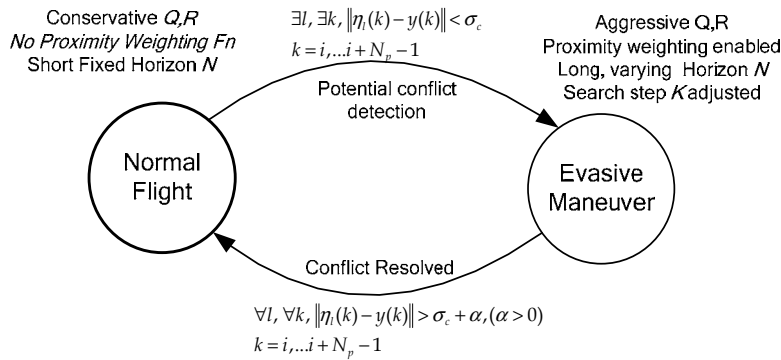 Conservative Q,R
No Proximity Weighting Fn
Short Fixed Horizon N
∃l, ∃k, ‖η_l(k) − y(k)‖ < σ_c
k = i,...i + N_p − 1
Potential conflict
detection
Aggressive Q,R
Proximity weighting enabled
Long, varying Horizon N
Search step K adjusted
Normal
Flight
Evasive
Maneuver
Conflict Resolved
∀l, ∀k, ‖η_l(k) − y(k)‖ > σ_c + α, (α > 0)
k = i,...i + N_p − 1